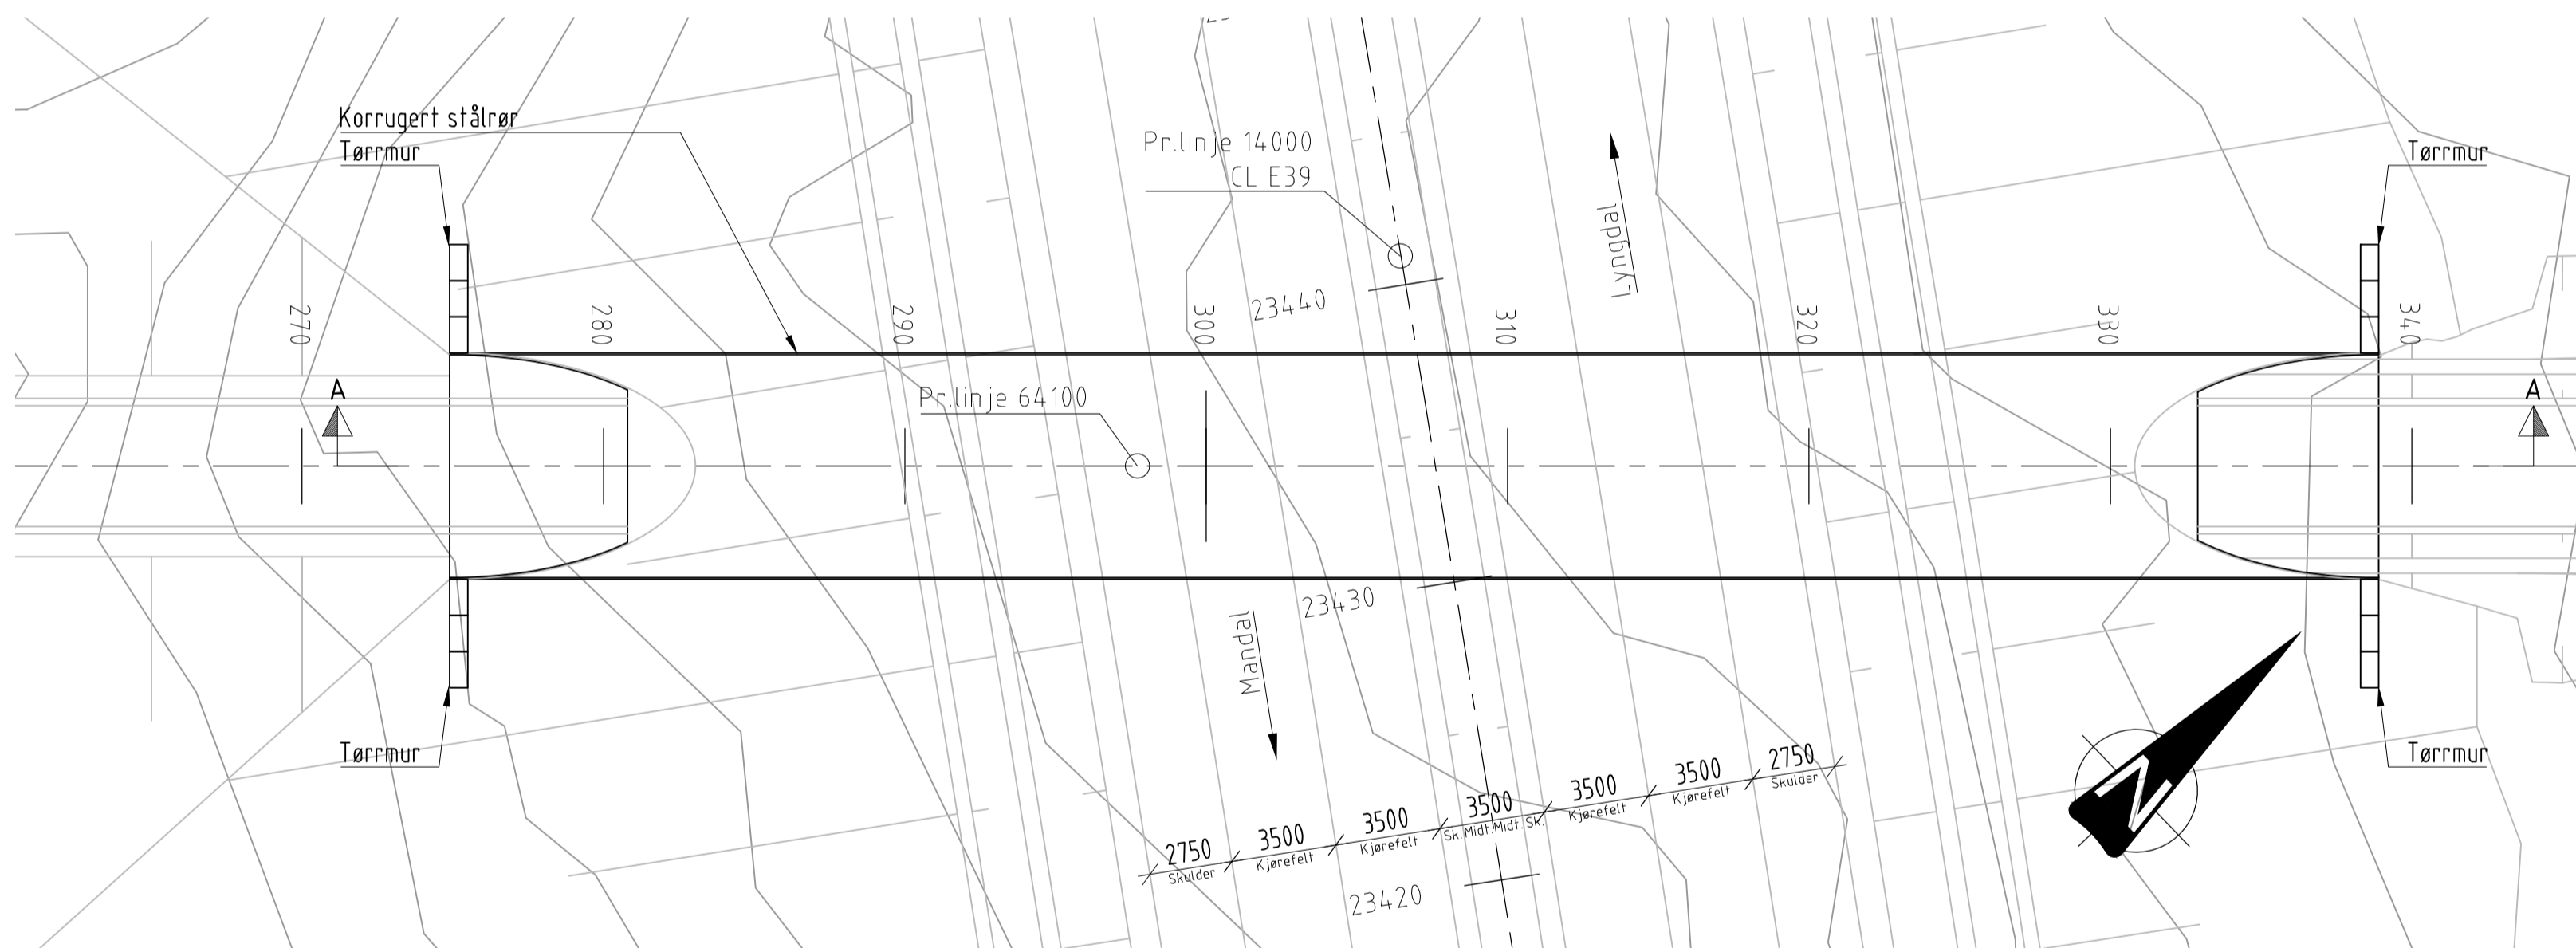 Korrugert stålrør
Tørrmur
Pr.linje 14000
CL E39
Lyngdal
Tørrmur
23440
270
280
290
300
310
320
330
340
A
Pr.linje 64100
A
23430
Mandal
Tørrmur
Tørrmur
2750
Skulder
3500
Kjørefelt
3500
Kjørefelt
3500
Sk. Midt. Midt. Sk.
3500
Kjørefelt
3500
Kjørefelt
2750
Skulder
23420
N